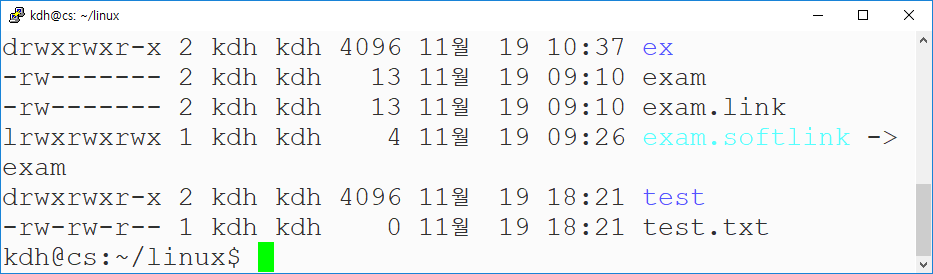 kdh@cs: ~/linux
drwxrwxr-x 2 kdh kdh 4096 11월  19 10:37 ex
-rw------- 2 kdh kdh   13 11월  19 09:10 exam
-rw------- 2 kdh kdh   13 11월  19 09:10 exam.link
lrwxrwxrwx 1 kdh kdh    4 11월  19 09:26 exam.softlink ->
exam
drwxrwxr-x 2 kdh kdh 4096 11월  19 18:21 test
-rw-rw-r-- 1 kdh kdh    0 11월  19 18:21 test.txt
kdh@cs:~/linux$